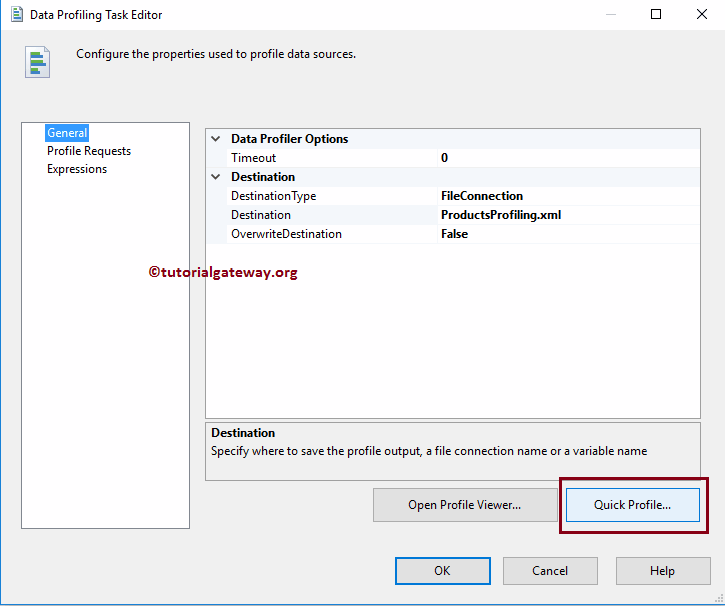 Data Profiling Task Editor
Configure the properties used to profile data sources.
General
Profile Requests
Expressions
Data Profiler Options
Timeout 0
Destination
DestinationType FileConnection
Destination ProductsProfiling.xml
OverwriteDestination False
©tutorialgateway.org
Destination
Specify where to save the profile output, a file connection name or a variable name
Open Profile Viewer... Quick Profile...
OK Cancel Help